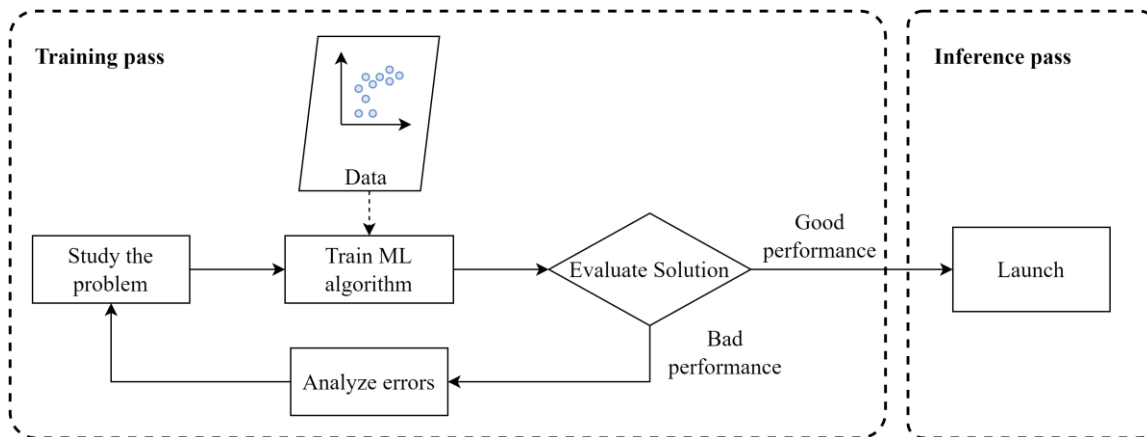 Training pass
Inference pass
Data
Study the
problem
Train ML
algorithm
Evaluate Solution
Good
performance
Launch
Bad
performance
Analyze errors